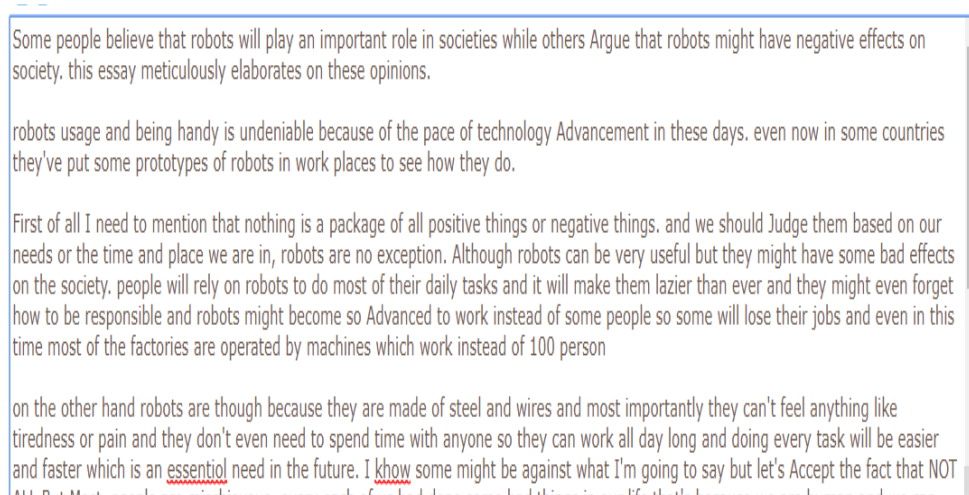 Some people believe that robots will play an important role in societies while others Argue that robots might have negative effects on
society. this essay meticulously elaborates on these opinions.
robots usage and being handy is undeniable because of the pace of technology Advancement in these days. even now in some countries
they've put some prototypes of robots in work places to see how they do.
First of all I need to mention that nothing is a package of all positive things or negative things. and we should Judge them based on our
needs or the time and place we are in, robots are no exception. Although robots can be very useful but they might have some bad effects
on the society. people will rely on robots to do most of their daily tasks and it will make them lazier than ever and they might even forget
how to be responsible and robots might become so Advanced to work instead of some people so some will lose their jobs and even in this
time most of the factories are operated by machines which work instead of 100 person
on the other hand robots are though because they are made of steel and wires and most importantly they can't feel anything like
tiredness or pain and they don't even need to spend time with anyone so they can work all day long and doing every task will be easier
and faster which is an essentiol need in the future. I khow some might be against what I'm going to say but let's Accept the fact that NOT